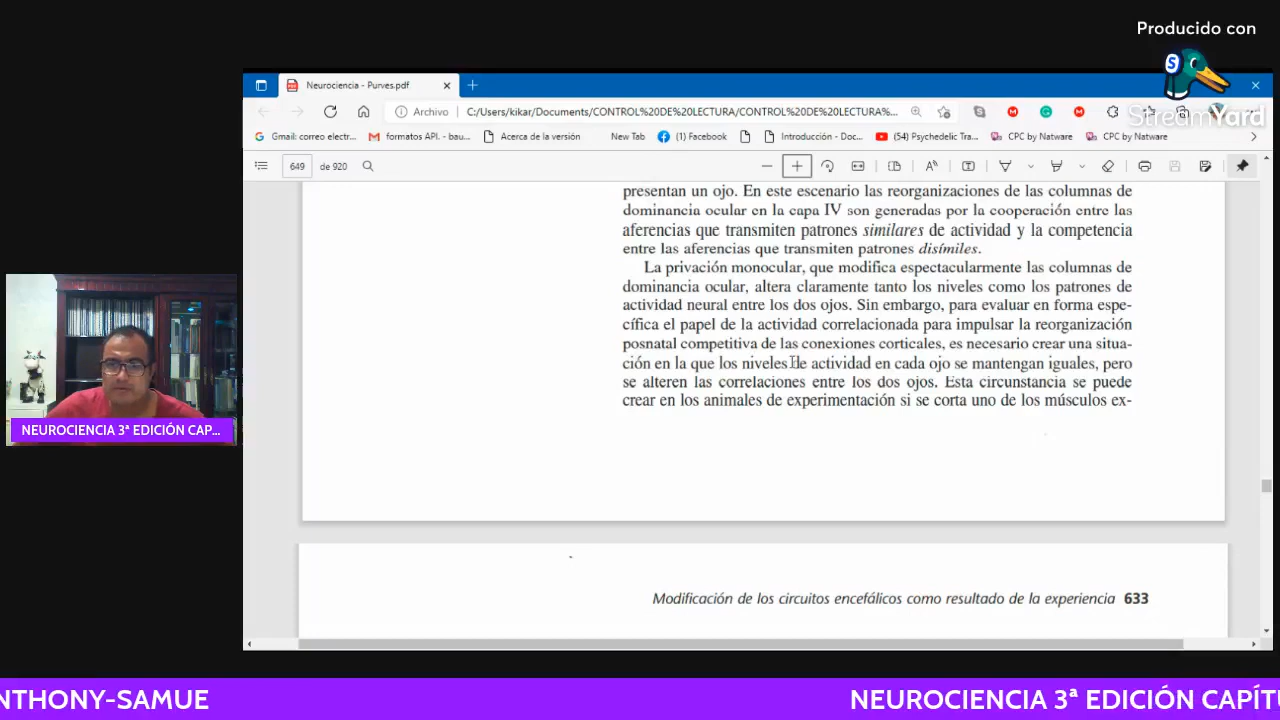 Producido con
StreamYard
Neurociencia - Purves.pdf
Archivo
C:/Users/kikar/Documents/CONTROL%20DE%20LECTURA/CONTROL%20DE%20LECTURA%...
Gmail: correo electr...
formatos API. - bau...
Acerca de la versión
New Tab
(1) Facebook
Introducción - Doc...
(54) Psychedelic Tra...
CPC by Natware
CPC by Natware
649
de 920
presentan un ojo. En este escenario las reorganizaciones de las columnas de
dominancia ocular en la capa IV son generadas por la cooperación entre las
aferencias que transmiten patrones similares de actividad y la competencia
entre las aferencias que transmiten patrones disímiles.
La privación monocular, que modifica espectacularmente las columnas de
dominancia ocular, altera claramente tanto los niveles como los patrones de
actividad neural entre los dos ojos. Sin embargo, para evaluar en forma espe-
cífica el papel de la actividad correlacionada para impulsar la reorganización
posnatal competitiva de las conexiones corticales, es necesario crear una situa-
ción en la que los niveles de actividad en cada ojo se mantengan iguales, pero
se alteren las correlaciones entre los dos ojos. Esta circunstancia se puede
crear en los animales de experimentación si se corta uno de los músculos ex-
Modificación de los circuitos encefálicos como resultado de la experiencia 633
NEUROCIENCIA 3ª EDICIÓN CAP...
NTHONY-SAMUE
NEUROCIENCIA 3ª EDICIÓN CAPÍTU